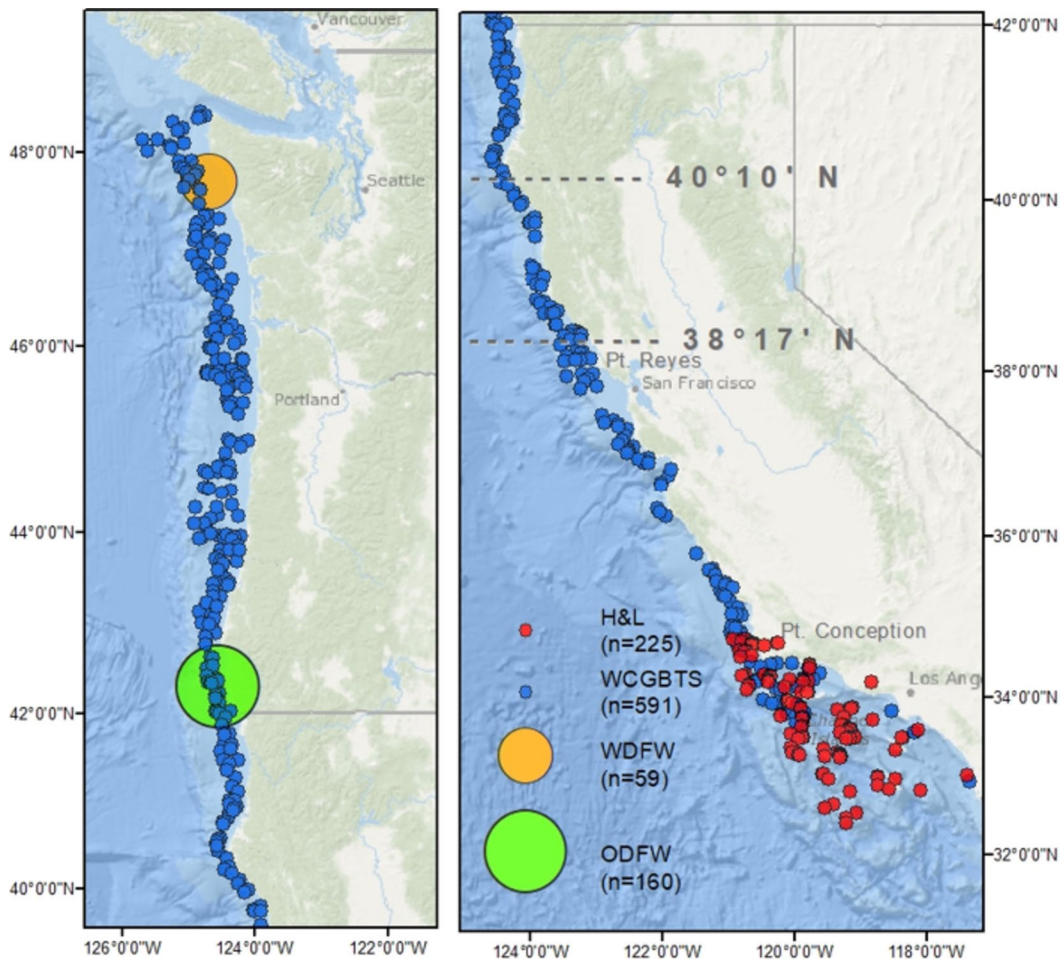 Vancouver
48°0'0"N
Seattle
46°0'0"N
Portland
44°0'0"N
42°0'0"N
40°0'0"N
126°0'0"W
124°0'0"W
122°0'0"W
42°0'0"N
40°10' N
40°0'0"N
38°17' N
Pt. Reyes
San Francisco
38°0'0"N
36°0'0"N
H&L
(n=225)
Pt. Conception
WCGBTS
(n=591)
Los Ang
34°0'0"N
WDFW
(n=59)
ODFW
(n=160)
32°0'0"N
124°0'0"W
122°0'0"W
120°0'0"W
118°0'0"W